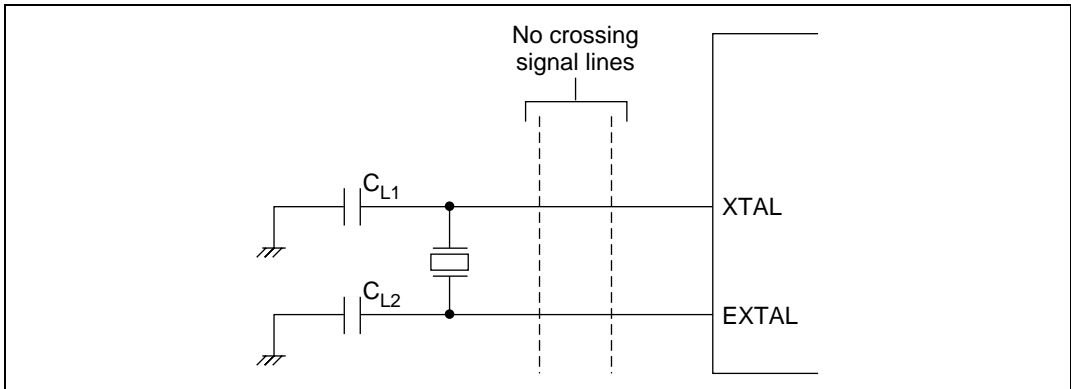 No crossing
signal lines
CL1
XTAL
CL2
EXTAL